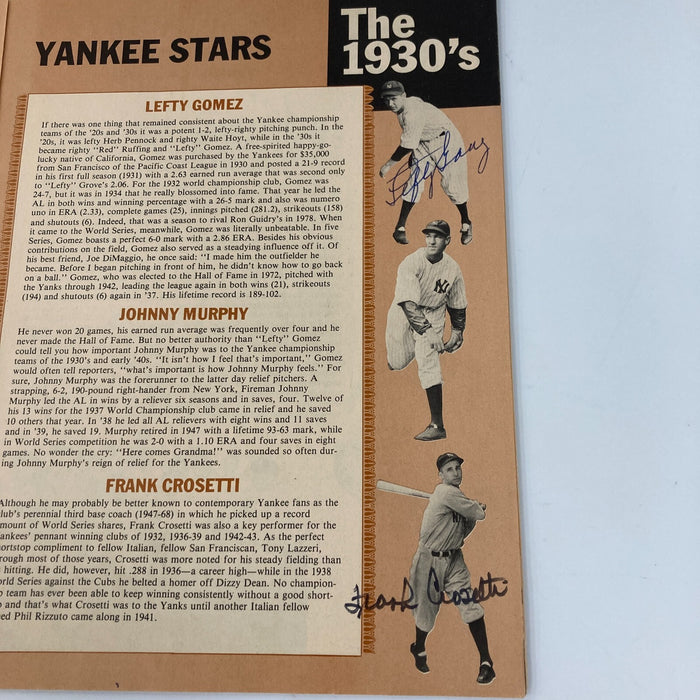 YANKEE STARS
The
1930's
LEFTY GOMEZ
If there was one thing that remained consistent about the Yankee championship
teams of the '20s and '30s it was a potent 1-2, lefty-righty pitching punch. In the
'20s, it was lefty Herb Pennock and righty Waite Hoyt, while in the '30s it
became righty "Red" Ruffing and "Lefty" Gomez. A free-spirited happy-go-
lucky native of California, Gomez was purchased by the Yankees for $35,000
from San Francisco of the Pacific Coast League in 1930 and posted a 21-9 record
in his first full season (1931) with a 2.63 earned run average that was second only
to "Lefty" Grove's 2.06. For the 1932 world championship club, Gomez was
24-7, but it was in 1934 that he really blossomed into fame. That year he led the
AL in both wins and winning percentage with a 26-5 mark and also was numero
uno in ERA (2.33), complete games (25), innings pitched (281.2), strikeouts (158)
and shutouts (6). Indeed, that was a season to rival Ron Guidry's in 1978. When
it came to the World Series, meanwhile, Gomez was literally unbeatable. In five
Series, Gomez boasts a perfect 6-0 mark with a 2.86 ERA. Besides his obvious
contributions on the field, Gomez also served as a steadying influence off it. Of
his best friend, Joe DiMaggio, he once said: "I made him the outfielder he
became. Before I began pitching in front of him, he didn't know how to go back
on a ball." Gomez, who was elected to the Hall of Fame in 1972, pitched with
the Yanks through 1942, leading the league again in both wins (21), strikeouts
(194) and shutouts (6) again in '37. His lifetime record is 189-102.
Lefty Gomez
JOHNNY MURPHY
He never won 20 games, his earned run average was frequently over four and he
never made the Hall of Fame. But no better authority than "Lefty" Gomez
could tell you how important Johnny Murphy was to the Yankee championship
teams of the 1930's and early '40s. "It isn't how I feel that's important," Gomez
would often tell reporters, "what's important is how Johnny Murphy feels." For
sure, Johnny Murphy was the forerunner to the latter day relief pitchers. A
strapping, 6-2, 190-pound right-hander from New York, Fireman Johnny
Murphy led the AL in wins by a reliever six seasons and in saves, four. Twelve of
his 13 wins for the 1937 World Championship club came in relief and he saved
10 others that year. In '38 he led all AL relievers with eight wins and 11 saves
and in '39, he saved 19. Murphy retired in 1947 with a lifetime 93-63 mark, while
in World Series competition he was 2-0 with a 1.10 ERA and four saves in eight
games. No wonder the cry: "Here comes Grandma!" was sounded so often dur-
ing Johnny Murphy's reign of relief for the Yankees.
FRANK CROSETTI
Although he may probably be better known to contemporary Yankee fans as the
club's perennial third base coach (1947-68) in which he picked up a record
amount of World Series shares, Frank Crosetti was also a key performer for the
Yankees' pennant winning clubs of 1932, 1936-39 and 1942-43. As the perfect
shortstop compliment to fellow Italian, fellow San Franciscan, Tony Lazzeri,
through most of those years, Crosetti was more noted for his steady fielding than
his hitting. He did, however, hit .288 in 1936—a career high—while in the 1938
World Series against the Cubs he belted a homer off Dizzy Dean. No champion-
ship team has ever been able to keep winning consistently without a good short-
stop and that's what Crosetti was to the Yanks until another Italian fellow
named Phil Rizzuto came along in 1941.
Frank Crosetti